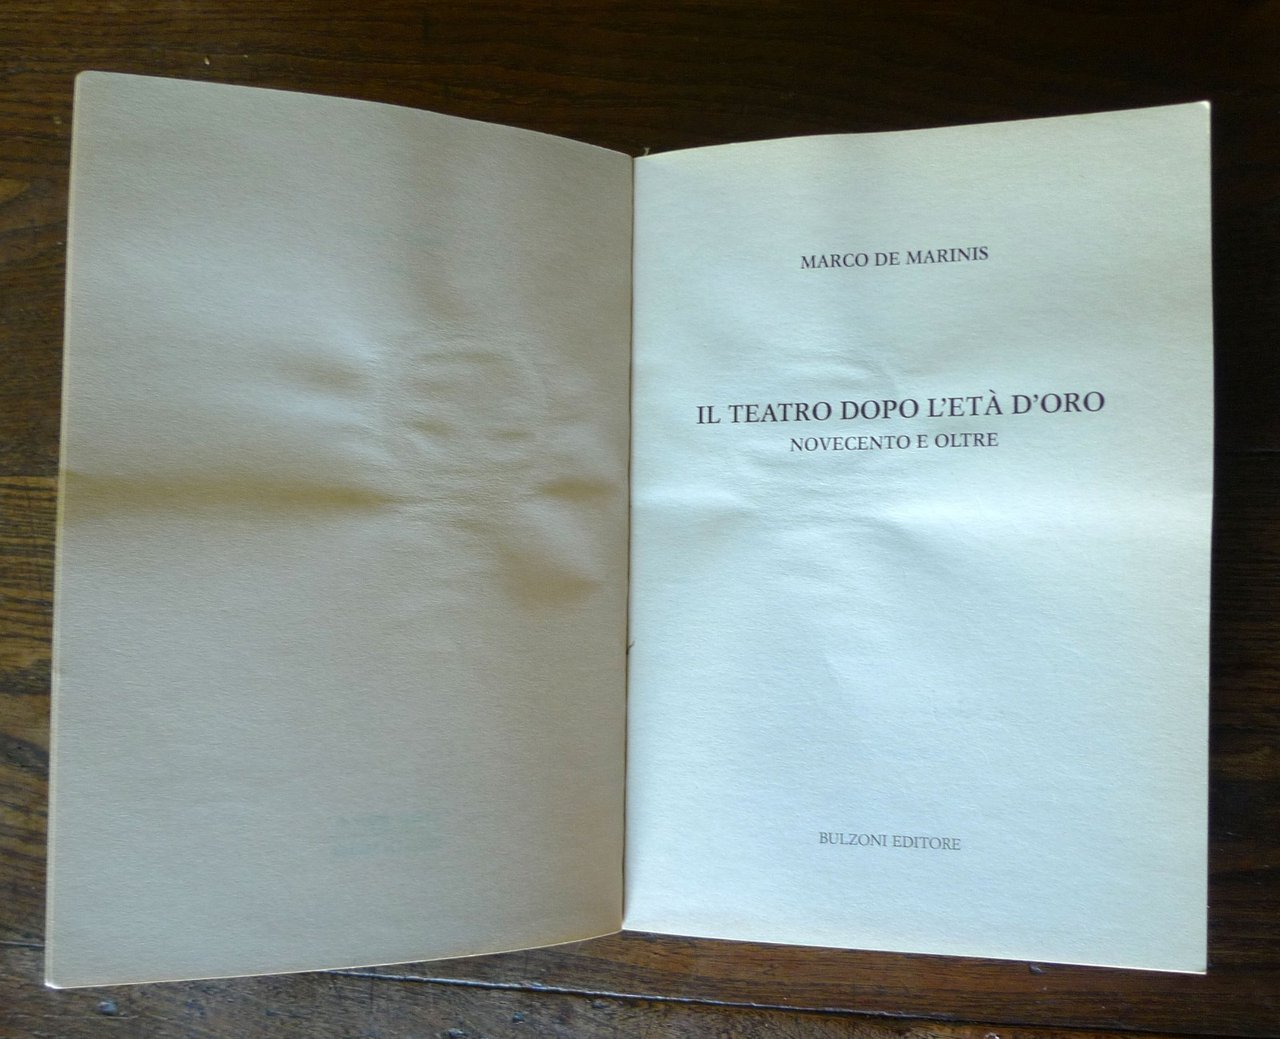 MARCO DE MARINIS
IL TEATRO DOPO L'ETÀ D'ORO
NOVECENTO E OLTRE
BULZONI EDITORE